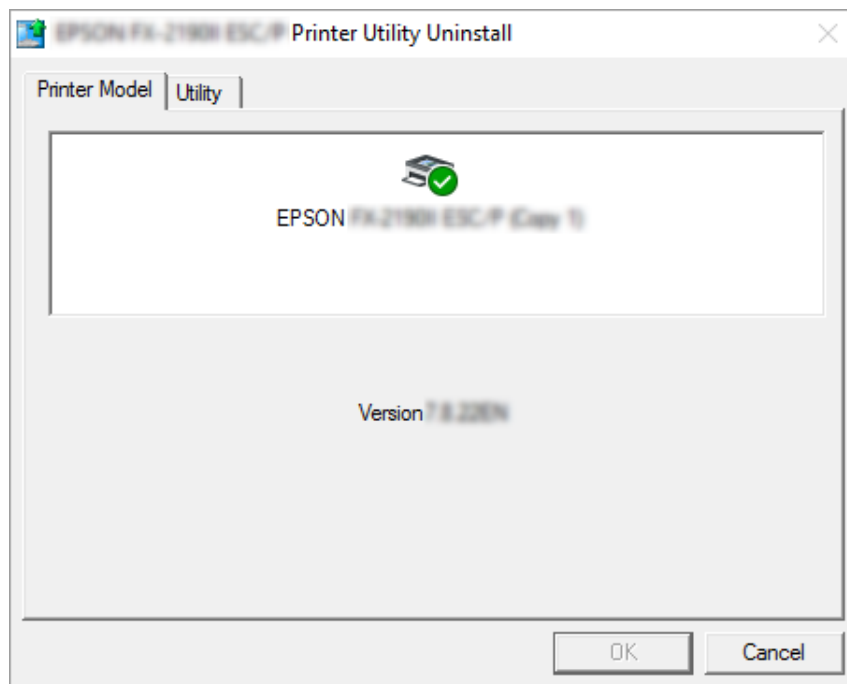 Printer Utility Uninstall
Printer Model
Utility
EPSON
Version
OK
Cancel